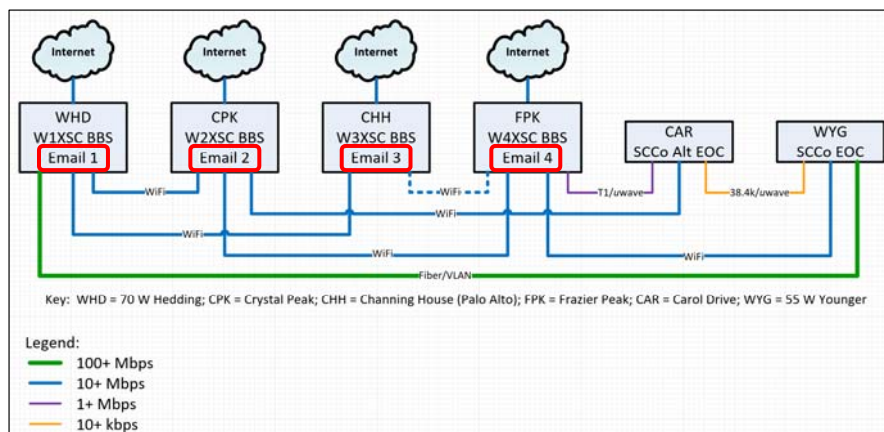 Internet
Internet
Internet
Internet
WHD
W1XSC BBS
Email 1
CPK
W2XSC BBS
Email 2
CHH
W3XSC BBS
Email 3
FPK
W4XSC BBS
Email 4
CAR
SCCo Alt EOC
WYG
SCCo EOC
WiFi
WiFi
T1/uwave
38.4k/uwave
WiFi
WiFi
WiFi
WiFi
Fiber/VLAN
Key: WHD = 70 W Hedding; CPK = Crystal Peak; CHH = Channing House (Palo Alto); FPK = Frazier Peak; CAR = Carol Drive; WYG = 55 W Younger
Legend:
100+ Mbps
10+ Mbps
1+ Mbps
10+ kbps